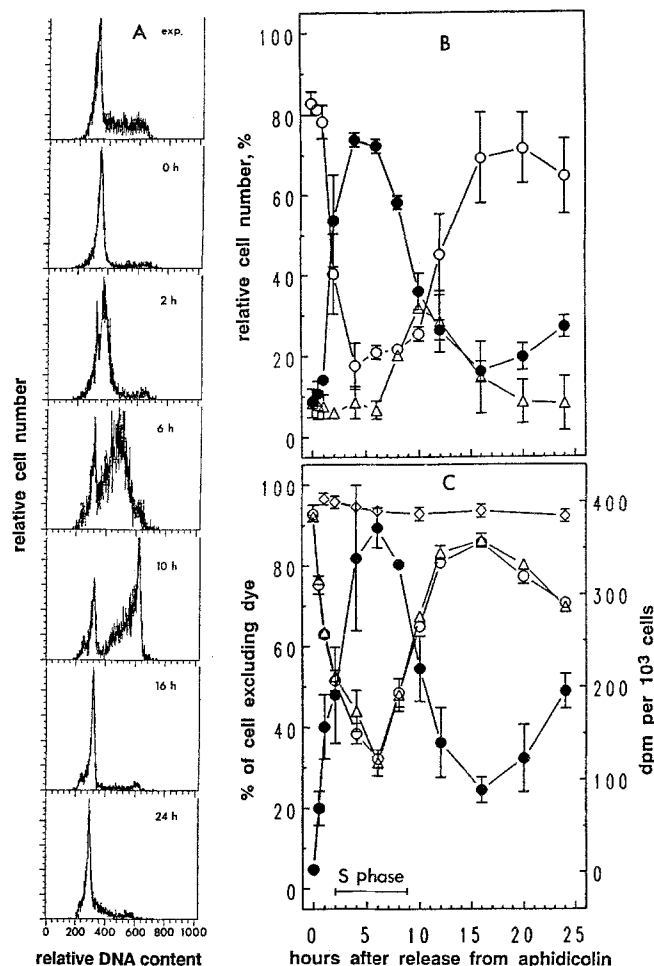 A
exp.
0 h
2 h
6 h
10 h
16 h
24 h
relative cell number
0 200 400 600 800 1000
relative DNA content
B
100
80
60
40
20
0
relative cell number, %
C
100
80
60
40
20
0
% of cell excluding dye
400
300
200
100
0
dpm per 10³ cells
S phase
0 5 10 15 20 25
hours after release from aphidicolin